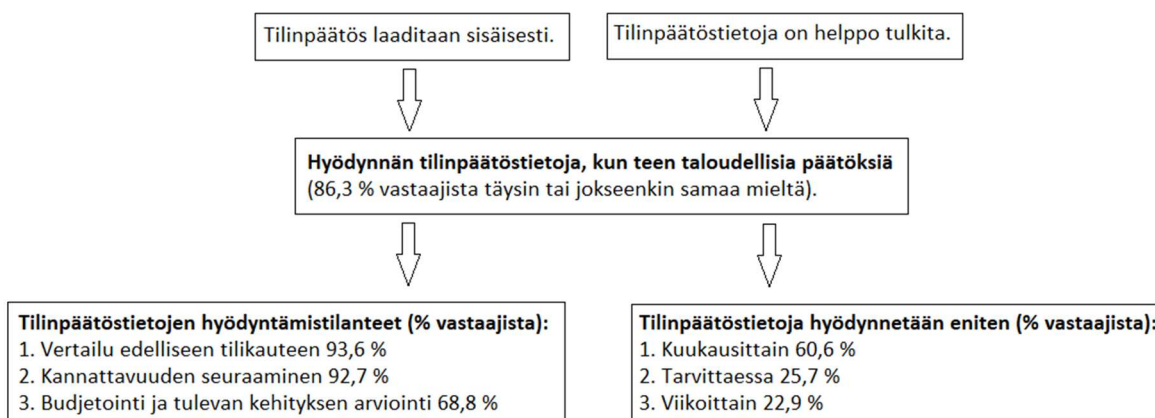 Tilinpäätös laaditaan sisäisesti.
Tilinpäätöstietoja on helppo tulkita.
Hyödynnän tilinpäätöstietoja, kun teen taloudellisia päätöksiä
(86,3 % vastaajista täysin tai jokseenkin samaa mieltä).
Tilinpäätöstietojen hyödyntämistilanteet (% vastaajista):
1. Vertailu edelliseen tilikauteen 93,6 %
2. Kannattavuuden seuraaminen 92,7 %
3. Budjetointi ja tulevan kehityksen arviointi 68,8 %
Tilinpäätöstietoja hyödynnetään eniten (% vastaajista):
1. Kuukausittain 60,6 %
2. Tarvittaessa 25,7 %
3. Viikoittain 22,9 %